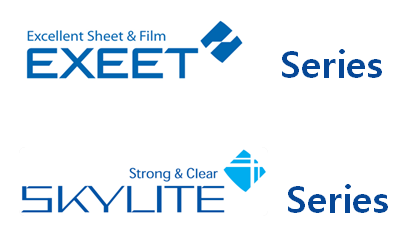 Excellent Sheet & Film
EXEET Series
Strong & Clear
SKYLITE Series